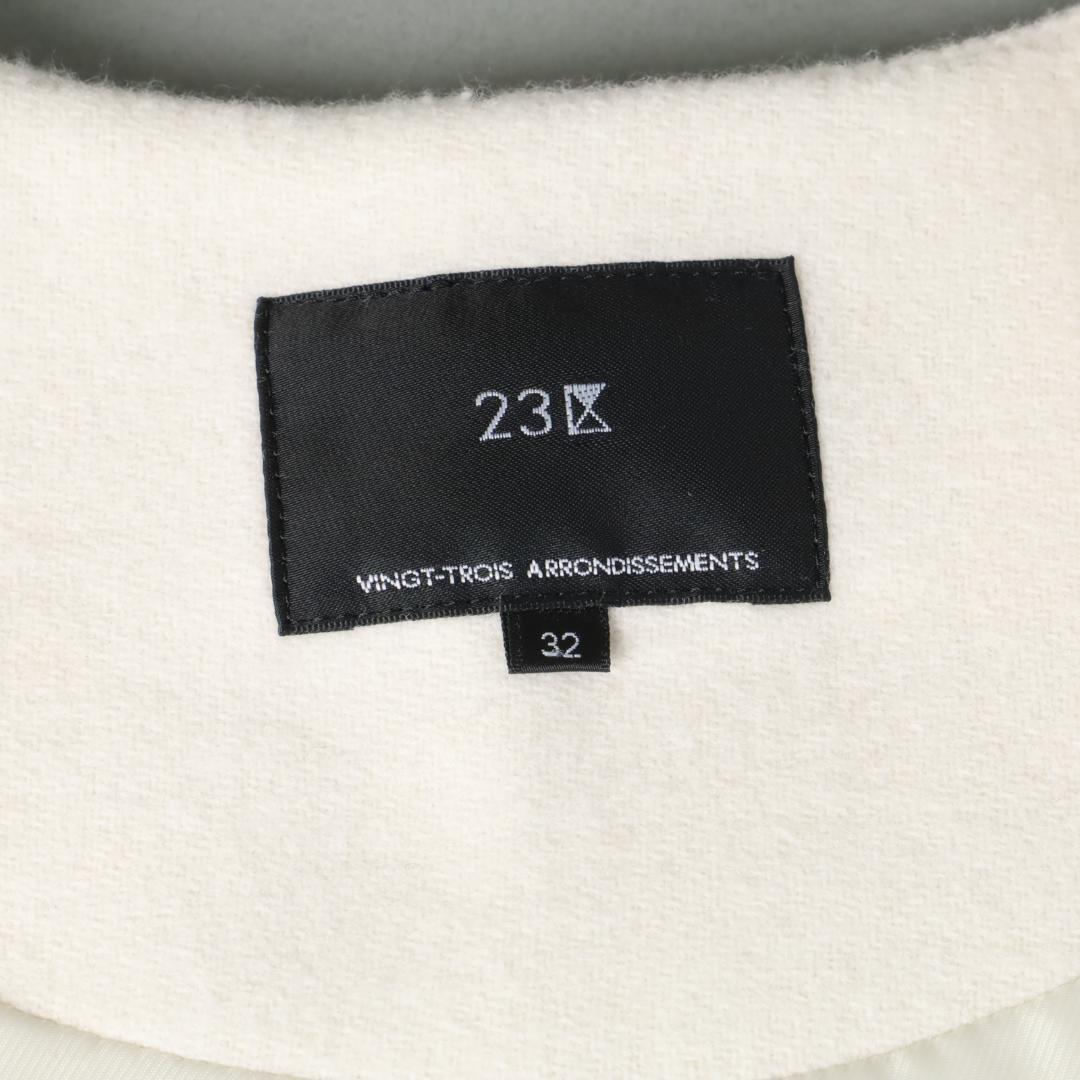 23区
VINGT-TROIS ARRONDISSEMENTS
32